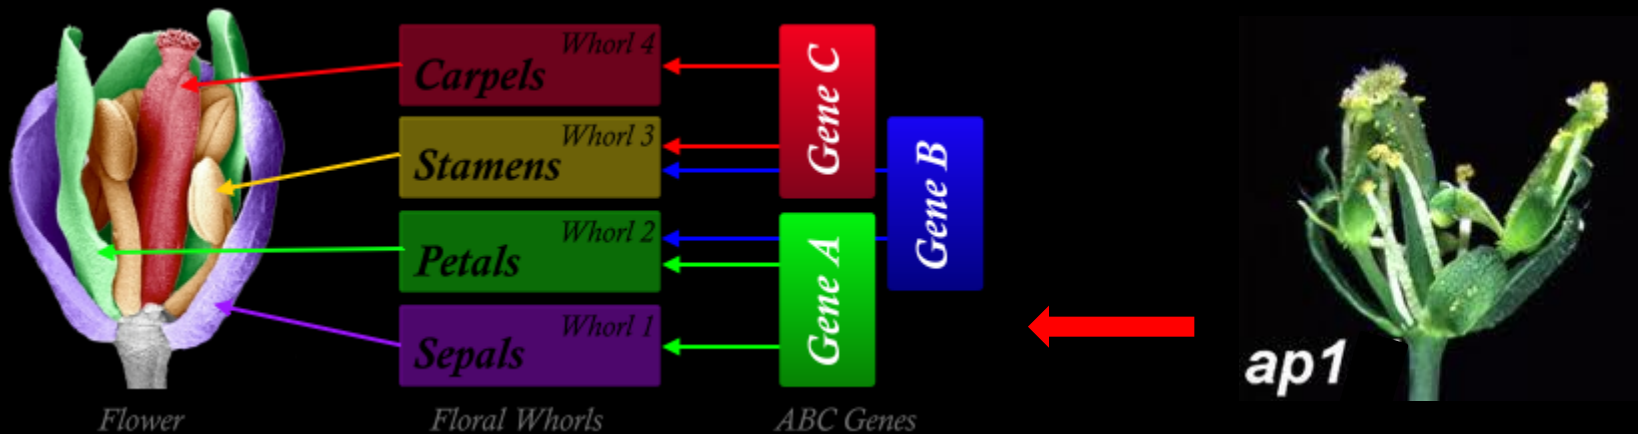 Whorl 4
Carpels
Whorl 3
Stamens
Whorl 2
Petals
Whorl 1
Sepals
Gene C
Gene B
Gene A
ap1
Flower
Floral Whorls
ABC Genes